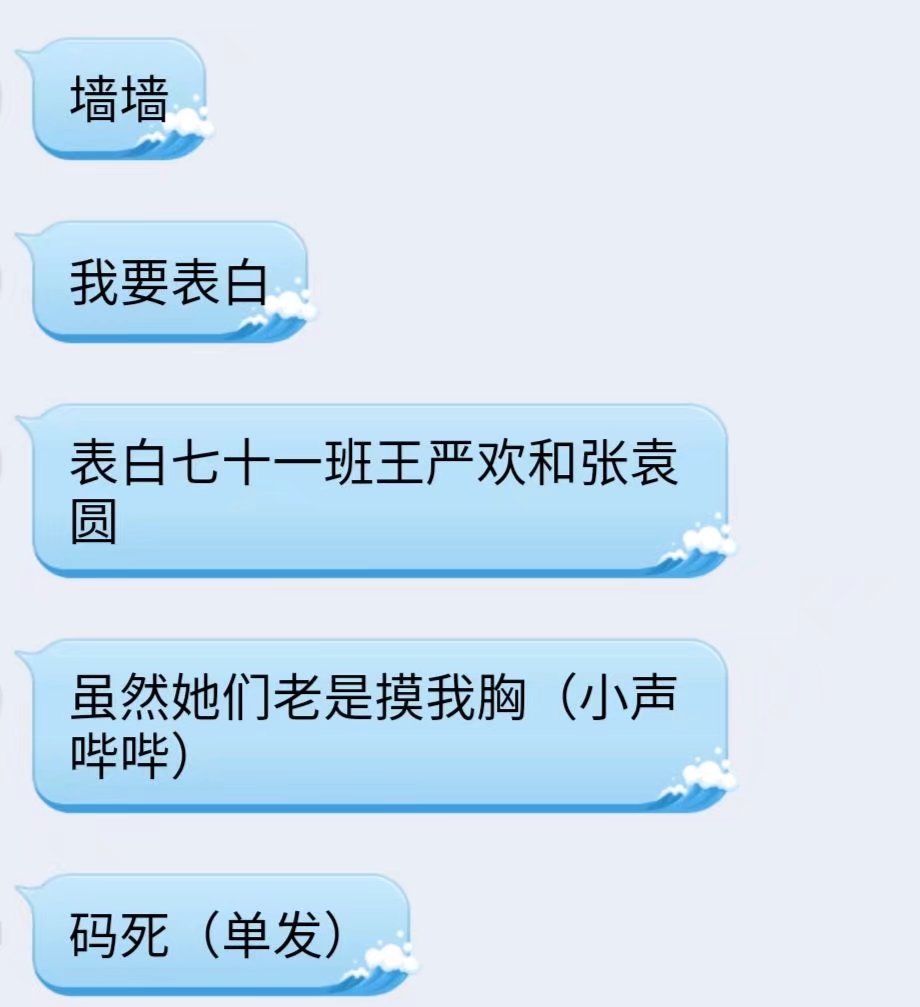 墙墙
我要表白
表白七十一班王严欢和张袁
圆
虽然她们老是摸我胸（小声
哔哔）
码死（单发）